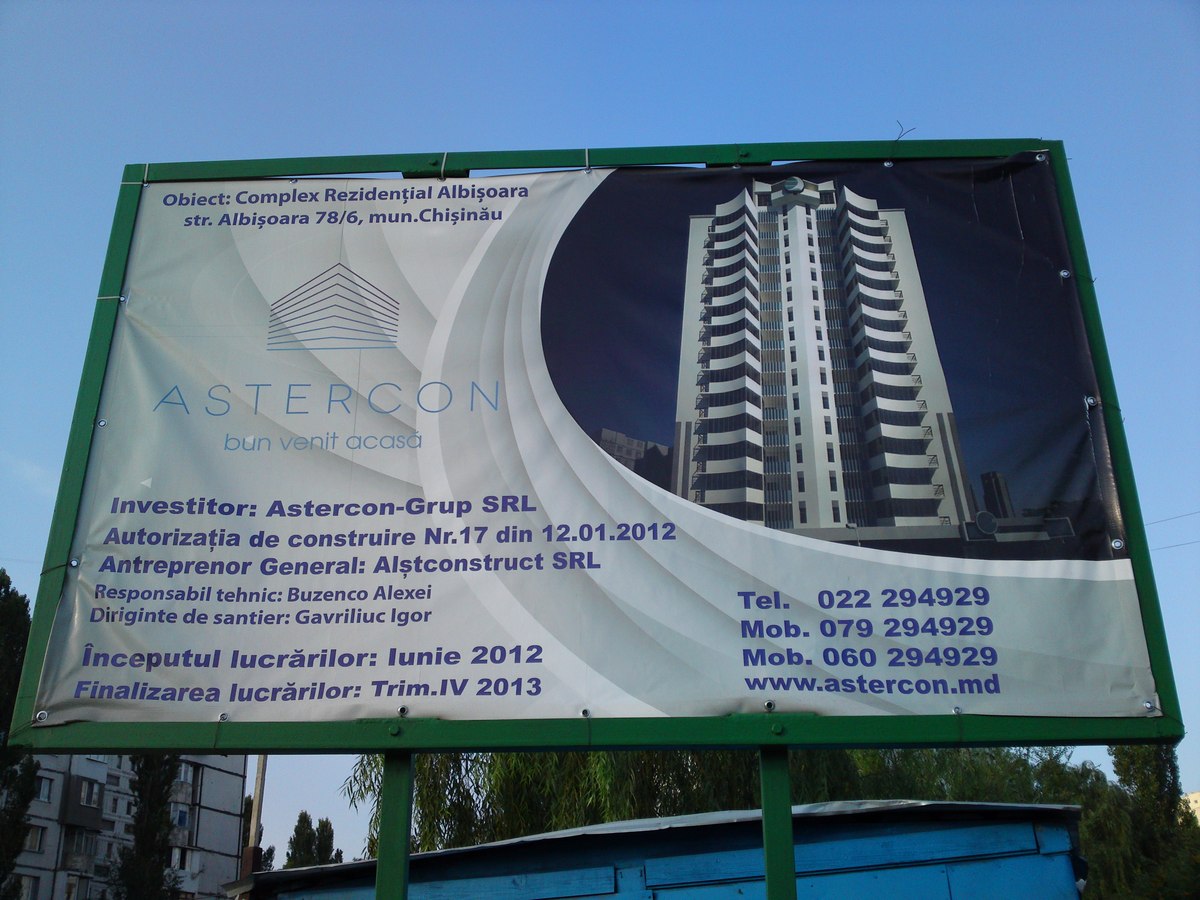 Obiect: Complex Rezidențial Albișoara
str. Albișoara 78/6, mun.Chișinău
ASTERCON
bun venit acasă
Investitor: Astercon-Grup SRL
Autorizația de construire Nr.17 din 12.01.2012
Antreprenor General: Alștconstruct SRL
Responsabil tehnic: Buzenco Alexei
Diriginte de santier: Gavriliuc Igor
Începutul lucrărilor: Iunie 2012
Finalizarea lucrărilor: Trim.IV 2013
Tel. 022 294929
Mob. 079 294929
Mob. 060 294929
www.astercon.md